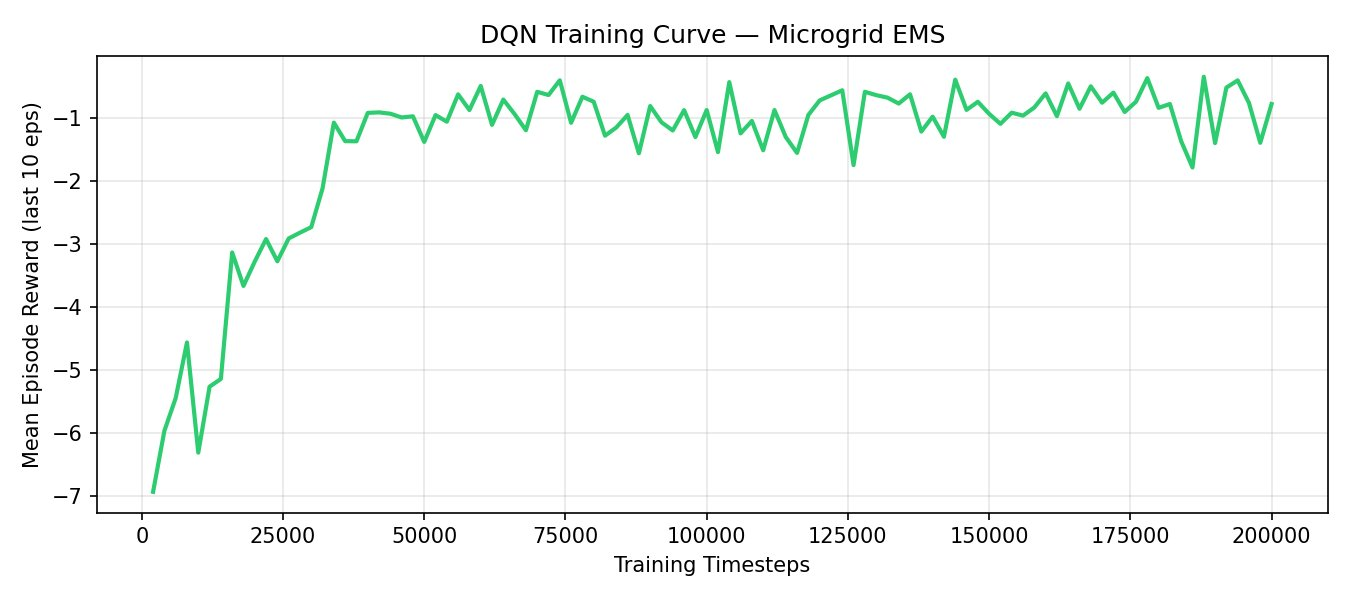 DQN Training Curve — Microgrid EMS
Mean Episode Reward (last 10 eps)
−1
−2
−3
−4
−5
−6
−7
0 25000 50000 75000 100000 125000 150000 175000 200000
Training Timesteps